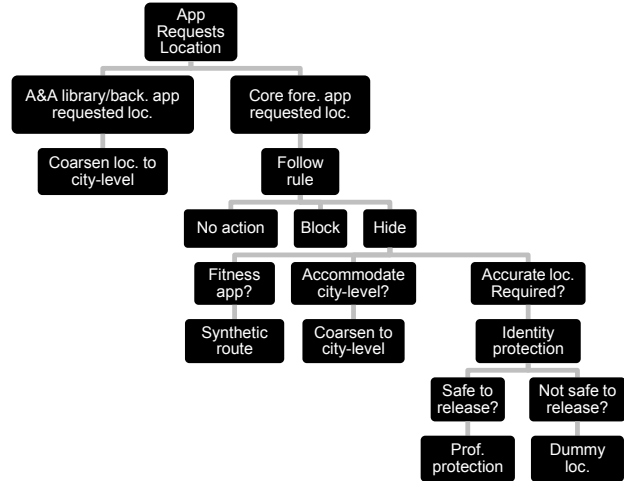 App
Requests
Location
A&A library/back. app
requested loc.
Core fore. app
requested loc.
Coarsen loc. to
city-level
Follow
rule
No action
Block
Hide
Fitness
app?
Accommodate
city-level?
Accurate loc.
Required?
Synthetic
route
Coarsen to
city-level
Identity
protection
Safe to
release?
Not safe to
release?
Prof.
protection
Dummy
loc.